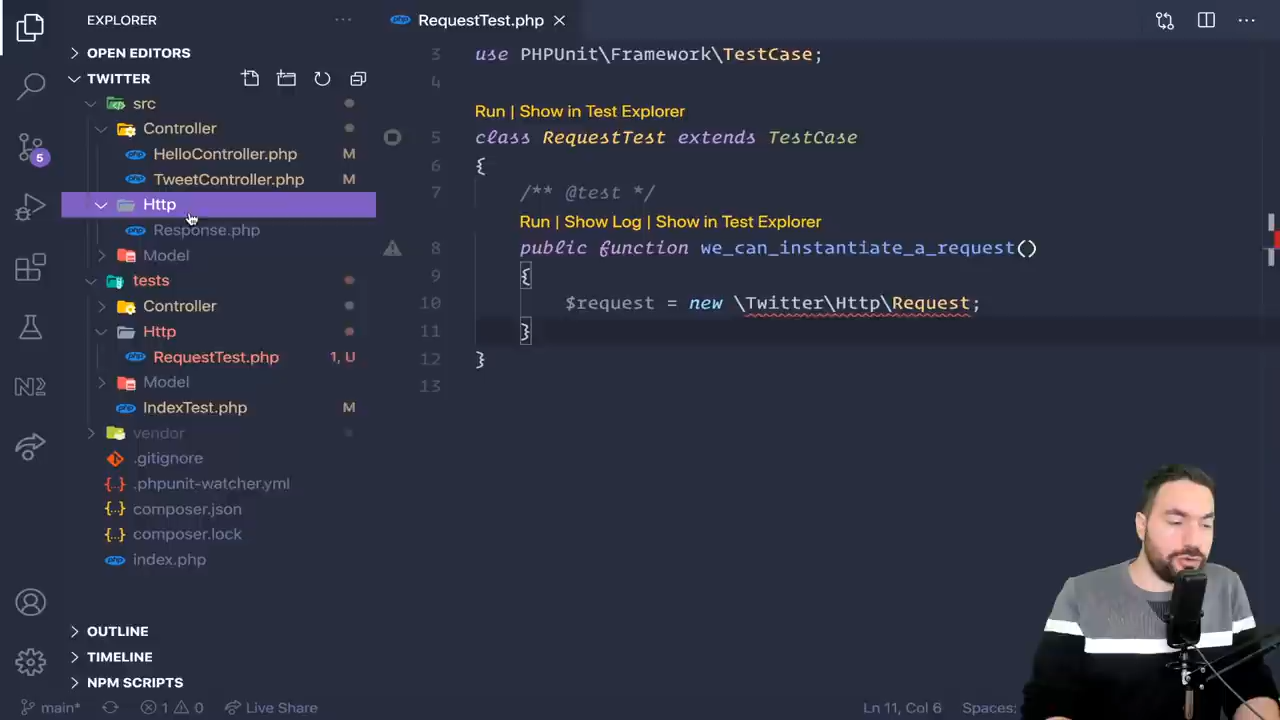 EXPLORER
OPEN EDITORS
TWITTER
src
Controller
HelloController.php M
TweetController.php M
Http
Response.php
Model
tests
Controller
Http
RequestTest.php 1, U
Model
IndexTest.php M
vendor
.gitignore
{..} .phpunit-watcher.yml
{..} composer.json
{..} composer.lock
index.php
OUTLINE
TIMELINE
NPM SCRIPTS
5
main* 1 0 Live Share
RequestTest.php
3 use PHPUnit\Framework\TestCase;
4
Run | Show in Test Explorer
5 class RequestTest extends TestCase
6 {
7 /** @test */
Run | Show Log | Show in Test Explorer
8 public function we_can_instantiate_a_request()
9 {
10 $request = new \Twitter\Http\Request;
11 }
12 }
13
Ln 11, Col 6 Spaces: